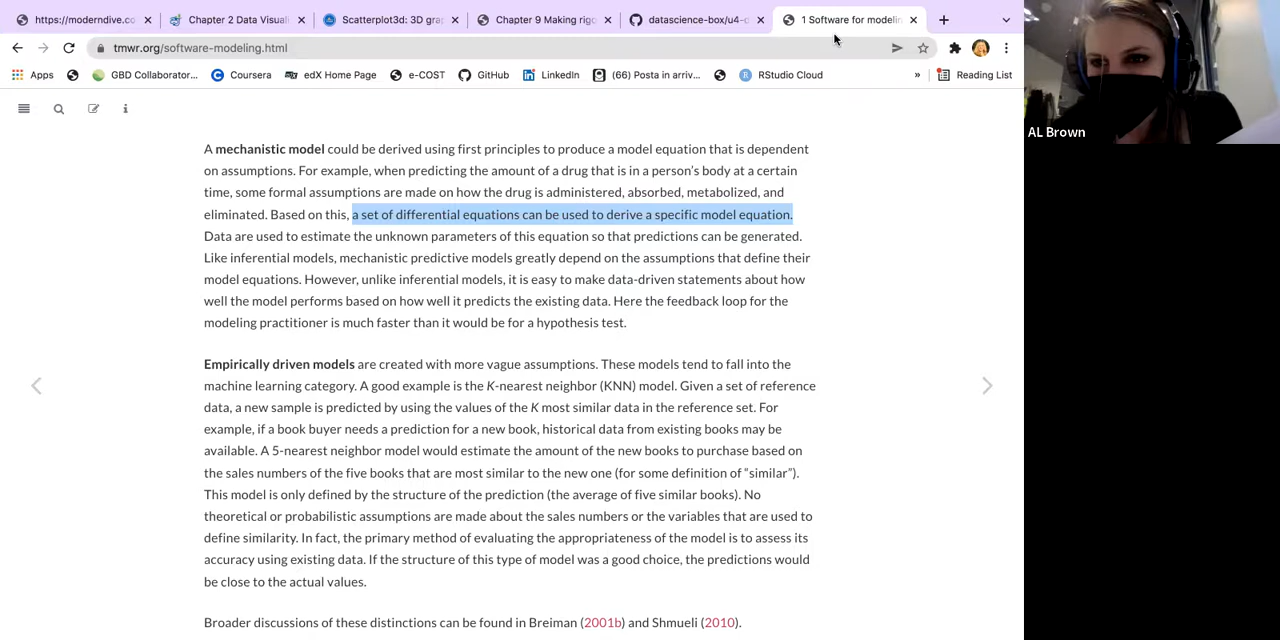 https://moderndive.co
Chapter 2 Data Visuali
Scatterplot3d: 3D gra
Chapter 9 Making rigo
datascience-box/u4-d
1 Software for modelin
tmwr.org/software-modeling.html
Apps
GBD Collaborator...
Coursera
edX Home Page
e-COST
GitHub
LinkedIn
(66) Posta in arriv...
RStudio Cloud
»
Reading List
AL Brown
A mechanistic model could be derived using first principles to produce a model equation that is dependent
on assumptions. For example, when predicting the amount of a drug that is in a person's body at a certain
time, some formal assumptions are made on how the drug is administered, absorbed, metabolized, and
eliminated. Based on this, a set of differential equations can be used to derive a specific model equation.
Data are used to estimate the unknown parameters of this equation so that predictions can be generated.
Like inferential models, mechanistic predictive models greatly depend on the assumptions that define their
model equations. However, unlike inferential models, it is easy to make data-driven statements about how
well the model performs based on how well it predicts the existing data. Here the feedback loop for the
modeling practitioner is much faster than it would be for a hypothesis test.
Empirically driven models are created with more vague assumptions. These models tend to fall into the
machine learning category. A good example is the K-nearest neighbor (KNN) model. Given a set of reference
data, a new sample is predicted by using the values of the K most similar data in the reference set. For
example, if a book buyer needs a prediction for a new book, historical data from existing books may be
available. A 5-nearest neighbor model would estimate the amount of the new books to purchase based on
the sales numbers of the five books that are most similar to the new one (for some definition of “similar”).
This model is only defined by the structure of the prediction (the average of five similar books). No
theoretical or probabilistic assumptions are made about the sales numbers or the variables that are used to
define similarity. In fact, the primary method of evaluating the appropriateness of the model is to assess its
accuracy using existing data. If the structure of this type of model was a good choice, the predictions would
be close to the actual values.
Broader discussions of these distinctions can be found in Breiman (2001b) and Shmueli (2010).